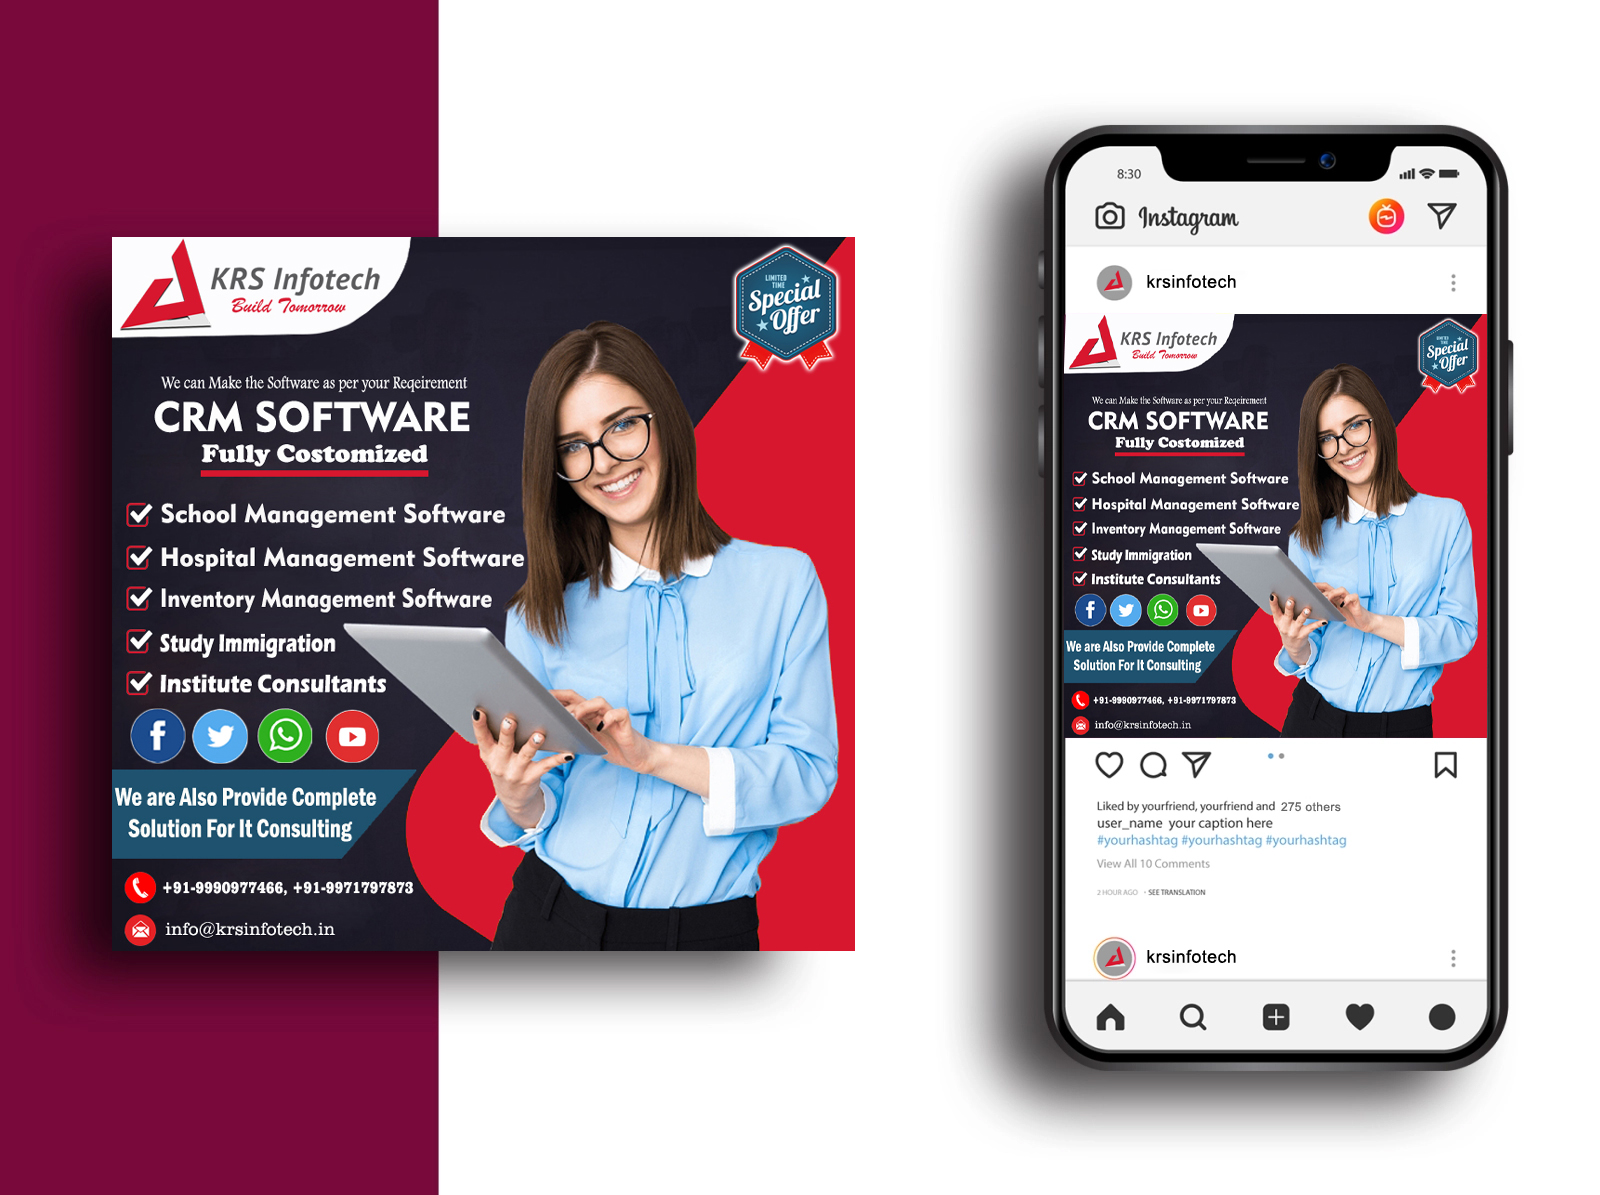 KRS Infotech
Build Tomorrow
LIMITED
TIME
Special
Offer
We can Make the Software as per your Reqeirement
CRM SOFTWARE
Fully Costomized
School Management Software
Hospital Management Software
Inventory Management Software
Study Immigration
Institute Consultants
We are Also Provide Complete
Solution For It Consulting
+91-9990977466, +91-9971797873
info@krsinfotech.in
8:30
Instagram
krsinfotech
KRS Infotech
Build Tomorrow
LIMITED
TIME
Special
Offer
We can Make the Software as per your Reqeirement
CRM SOFTWARE
Fully Costomized
School Management Software
Hospital Management Software
Inventory Management Software
Study Immigration
Institute Consultants
We are Also Provide Complete
Solution For It Consulting
+91-9990977466, +91-9971797873
info@krsinfotech.in
Liked by yourfriend, yourfriend and 275 others
user_name your caption here
#yourhashtag #yourhashtag #yourhashtag
View All 10 Comments
2 HOUR AGO • SEE TRANSLATION
krsinfotech